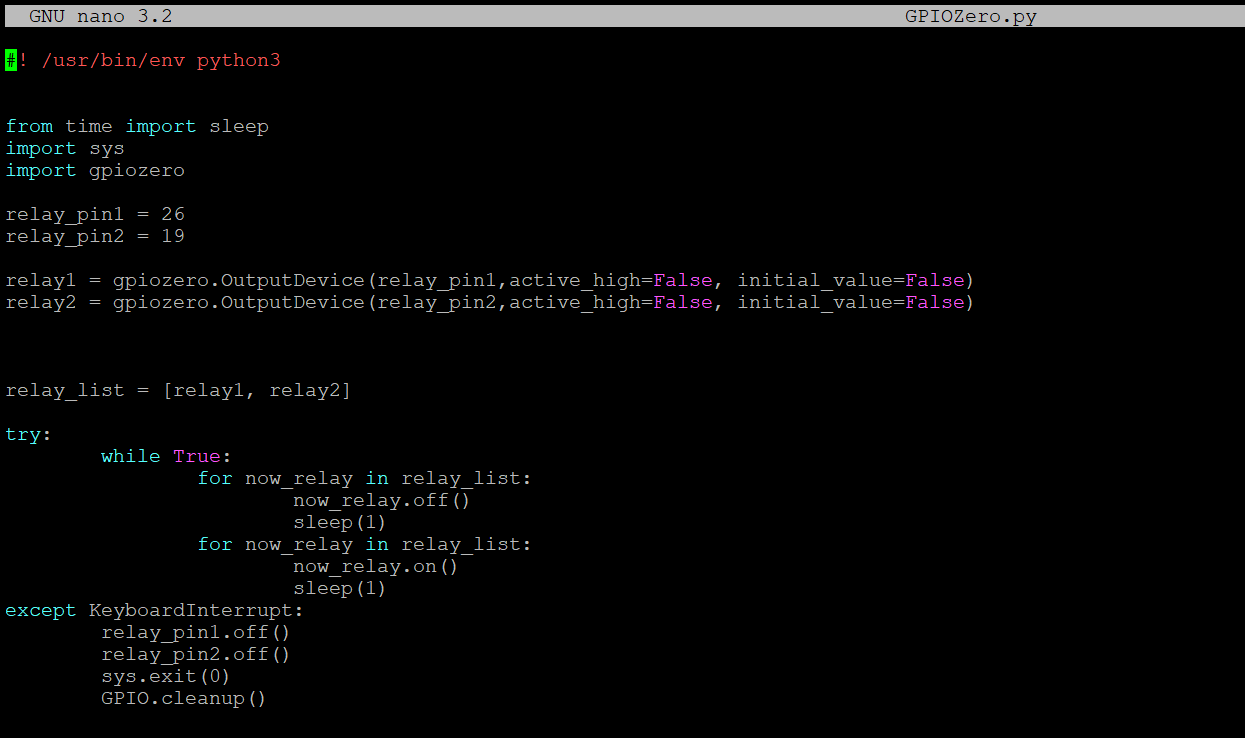 GNU nano 3.2 GPIOZero.py
#! /usr/bin/env python3
from time import sleep
import sys
import gpiozero
relay_pin1 = 26
relay_pin2 = 19
relay1 = gpiozero.OutputDevice(relay_pin1,active_high=False, initial_value=False)
relay2 = gpiozero.OutputDevice(relay_pin2,active_high=False, initial_value=False)
relay_list = [relay1, relay2]
try:
        while True:
                for now_relay in relay_list:
                        now_relay.off()
                        sleep(1)
                for now_relay in relay_list:
                        now_relay.on()
                        sleep(1)
except KeyboardInterrupt:
        relay_pin1.off()
        relay_pin2.off()
        sys.exit(0)
        GPIO.cleanup()